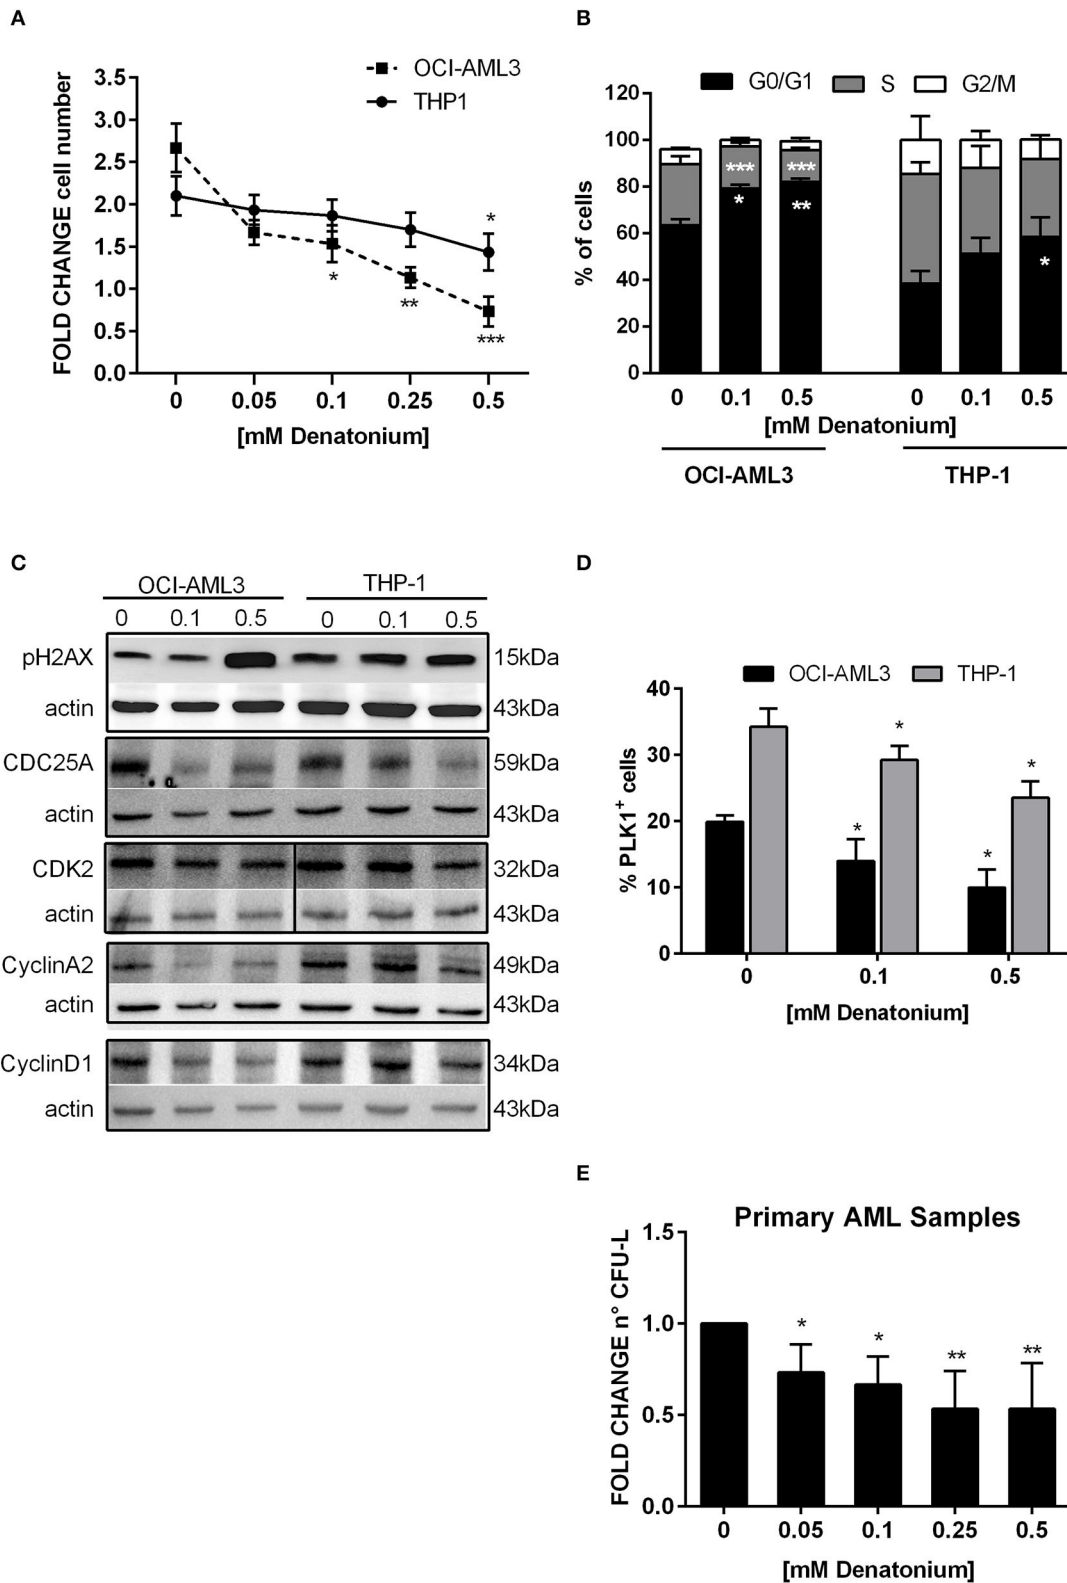 A
FOLD CHANGE cell number
3.5
3.0
2.5
2.0
1.5
1.0
0.5
0.0
OCI-AML3
THP1
*
*
**
***
0 0.05 0.1 0.25 0.5
[mM Denatonium]
B
G0/G1 S G2/M
% of cells
120
100
80
60
40
20
0
*** ***
* **
*
0 0.1 0.5 0 0.1 0.5
[mM Denatonium]
OCI-AML3 THP-1
C
OCI-AML3 THP-1
0 0.1 0.5 0 0.1 0.5
pH2AX 15kDa
actin 43kDa
CDC25A 59kDa
actin 43kDa
CDK2 32kDa
actin 43kDa
CyclinA2 49kDa
actin 43kDa
CyclinD1 34kDa
actin 43kDa
D
OCI-AML3 THP-1
% PLK1+ cells
40
30
20
10
0
* *
* *
0 0.1 0.5
[mM Denatonium]
E
Primary AML Samples
FOLD CHANGE n° CFU-L
1.5
1.0
0.5
0.0
* * ** **
0 0.05 0.1 0.25 0.5
[mM Denatonium]